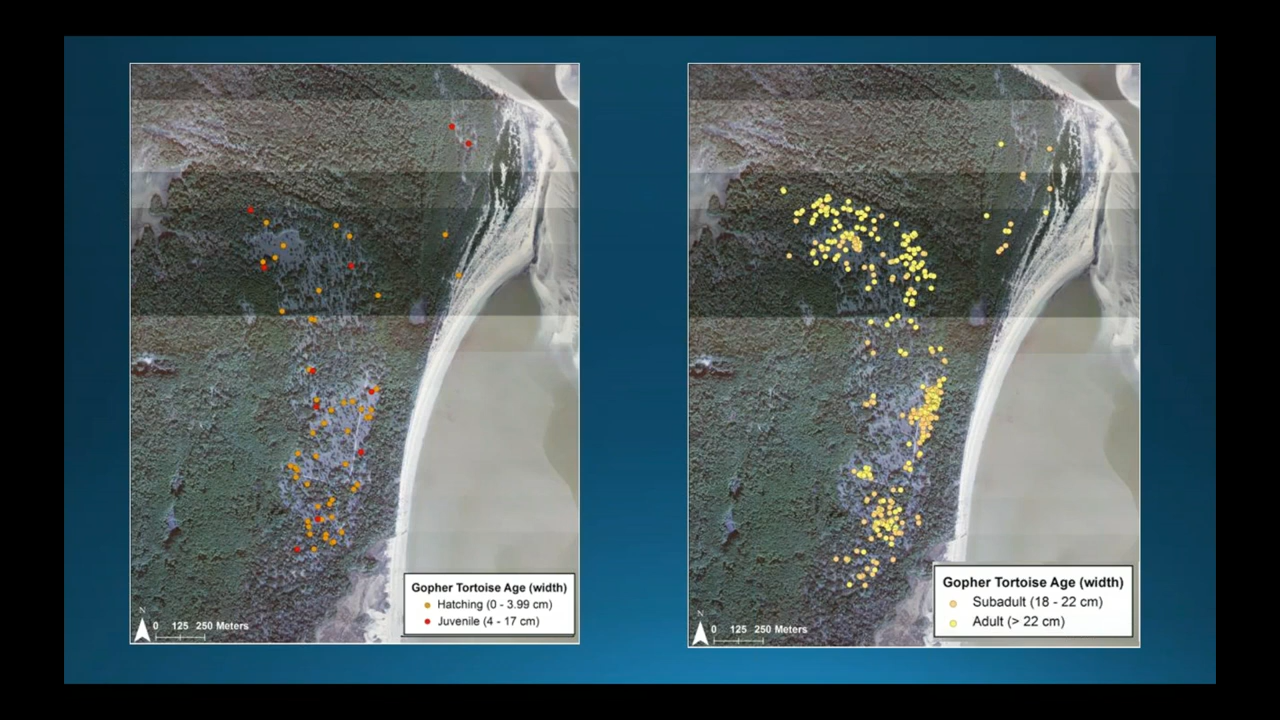 Gopher Tortoise Age (width)
Hatching (0 - 3.99 cm)
Juvenile (4 - 17 cm)
N
0 125 250 Meters
Gopher Tortoise Age (width)
Subadult (18 - 22 cm)
Adult (> 22 cm)
N
0 125 250 Meters